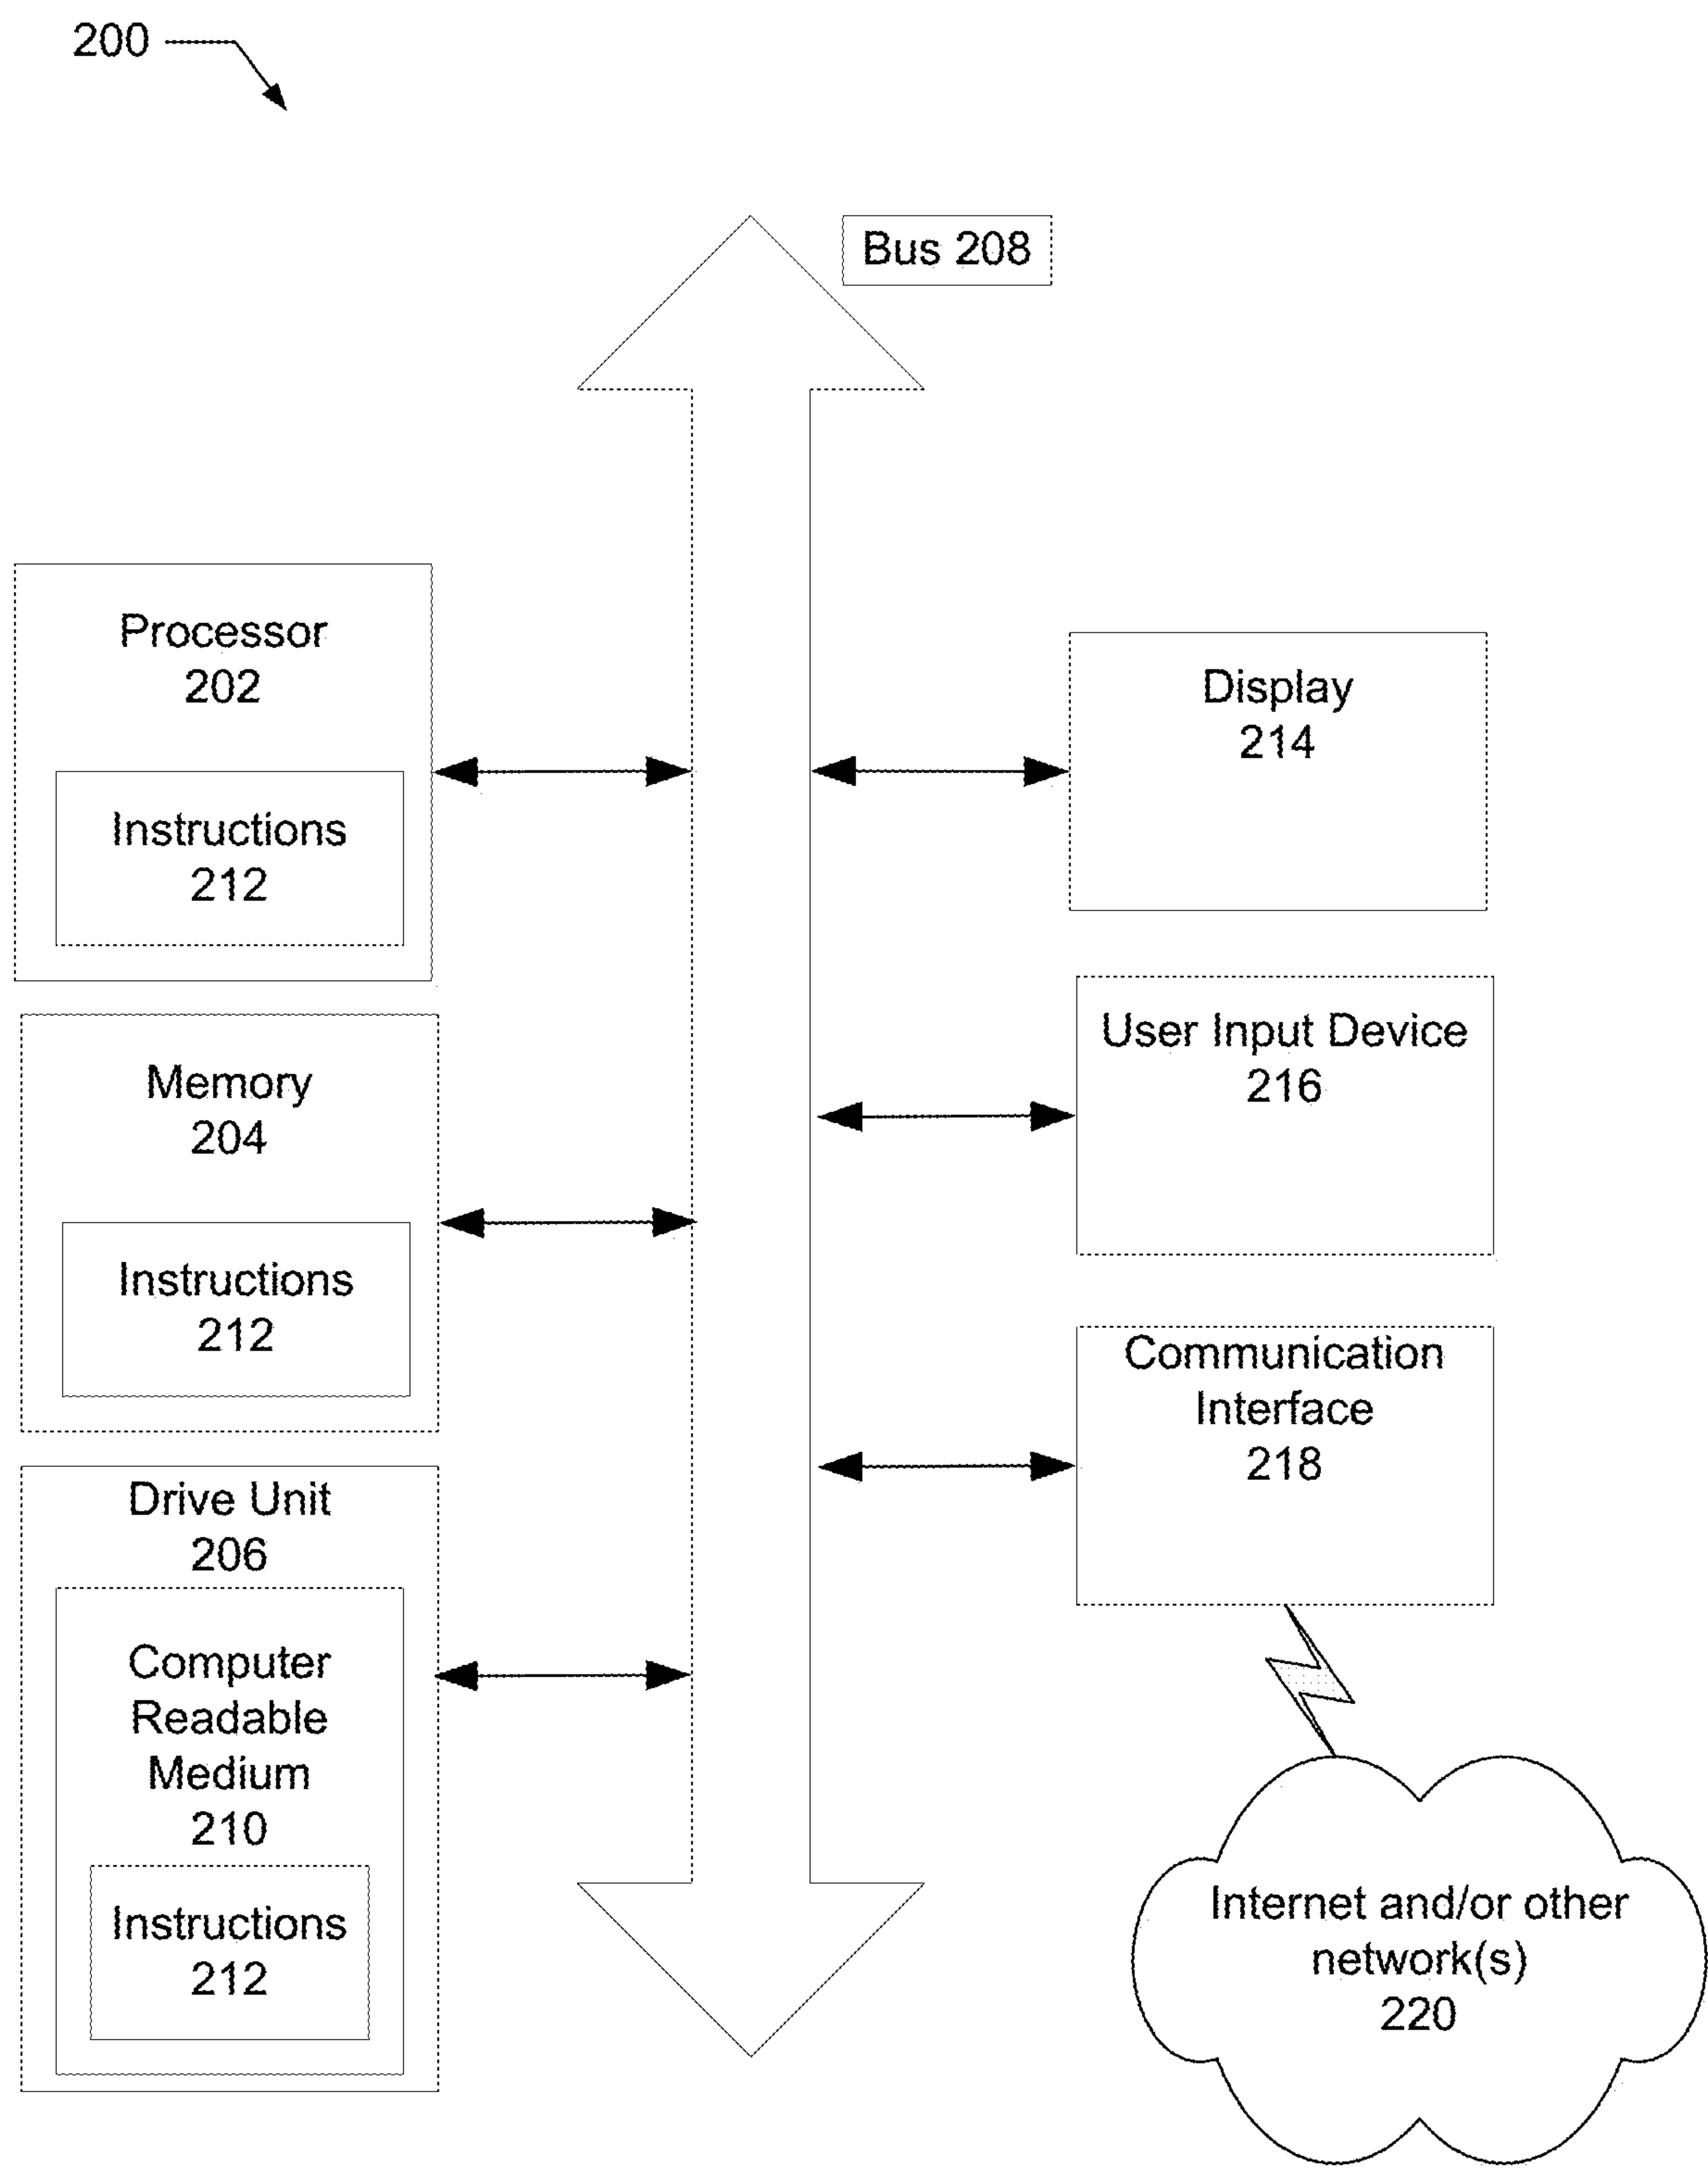 200
Bus 208
Processor
202
Instructions
212
Memory
204
Instructions
212
Drive Unit
206
Computer
Readable
Medium
210
Instructions
212
Display
214
User Input Device
216
Communication
Interface
218
Internet and/or other
network(s)
220